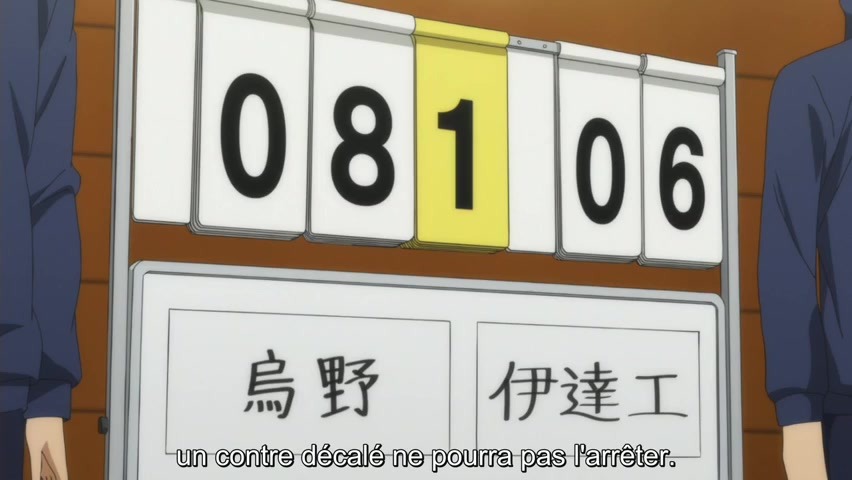 08 1 06
烏野 伊達工
un contre décalé ne pourra pas l'arrêter.